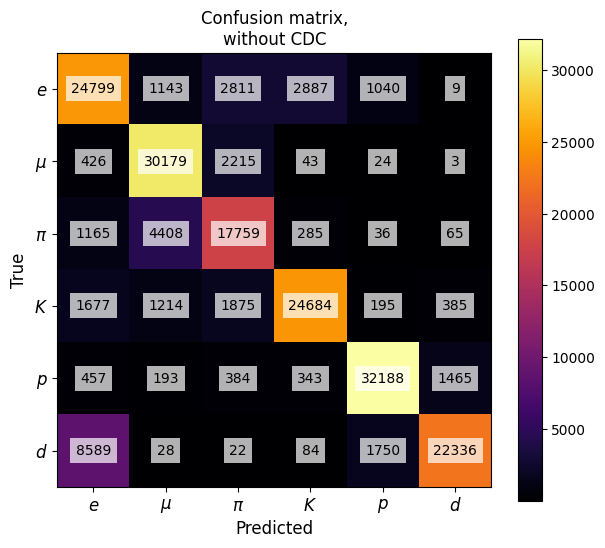 Confusion matrix,
without CDC
e 24799 1143 2811 2887 1040 9
μ 426 30179 2215 43 24 3
π 1165 4408 17759 285 36 65
K 1677 1214 1875 24684 195 385
p 457 193 384 343 32188 1465
d 8589 28 22 84 1750 22336
e μ π K p d
True
Predicted
30000
25000
20000
15000
10000
5000